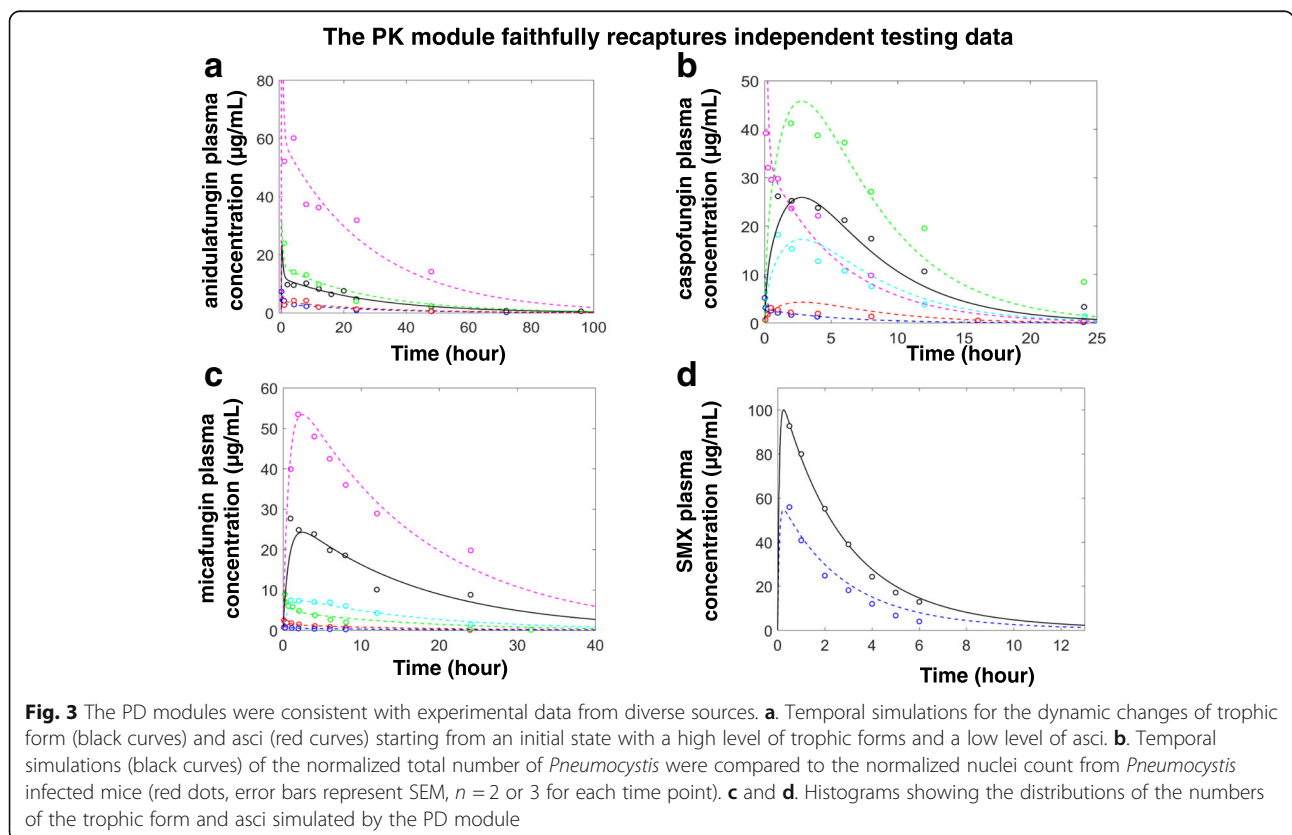 The PK module faithfully recaptures independent testing data
a
anidulafungin plasma
concentration (µg/mL)
80
60
40
20
0
0 20 40 60 80 100
Time (hour)
b
caspofungin plasma
concentration (µg/mL)
50
40
30
20
10
0
0 5 10 15 20 25
Time (hour)
c
micafungin plasma
concentration (µg/mL)
60
50
40
30
20
10
0
0 10 20 30 40
Time (hour)
d
SMX plasma
concentration (µg/mL)
100
80
60
40
20
0
0 2 4 6 8 10 12
Time (hour)
Fig. 3 The PD modules were consistent with experimental data from diverse sources. a. Temporal simulations for the dynamic changes of trophic
form (black curves) and asci (red curves) starting from an initial state with a high level of trophic forms and a low level of asci. b. Temporal
simulations (black curves) of the normalized total number of Pneumocystis were compared to the normalized nuclei count from Pneumocystis
infected mice (red dots, error bars represent SEM, n = 2 or 3 for each time point). c and d. Histograms showing the distributions of the numbers
of the trophic form and asci simulated by the PD module